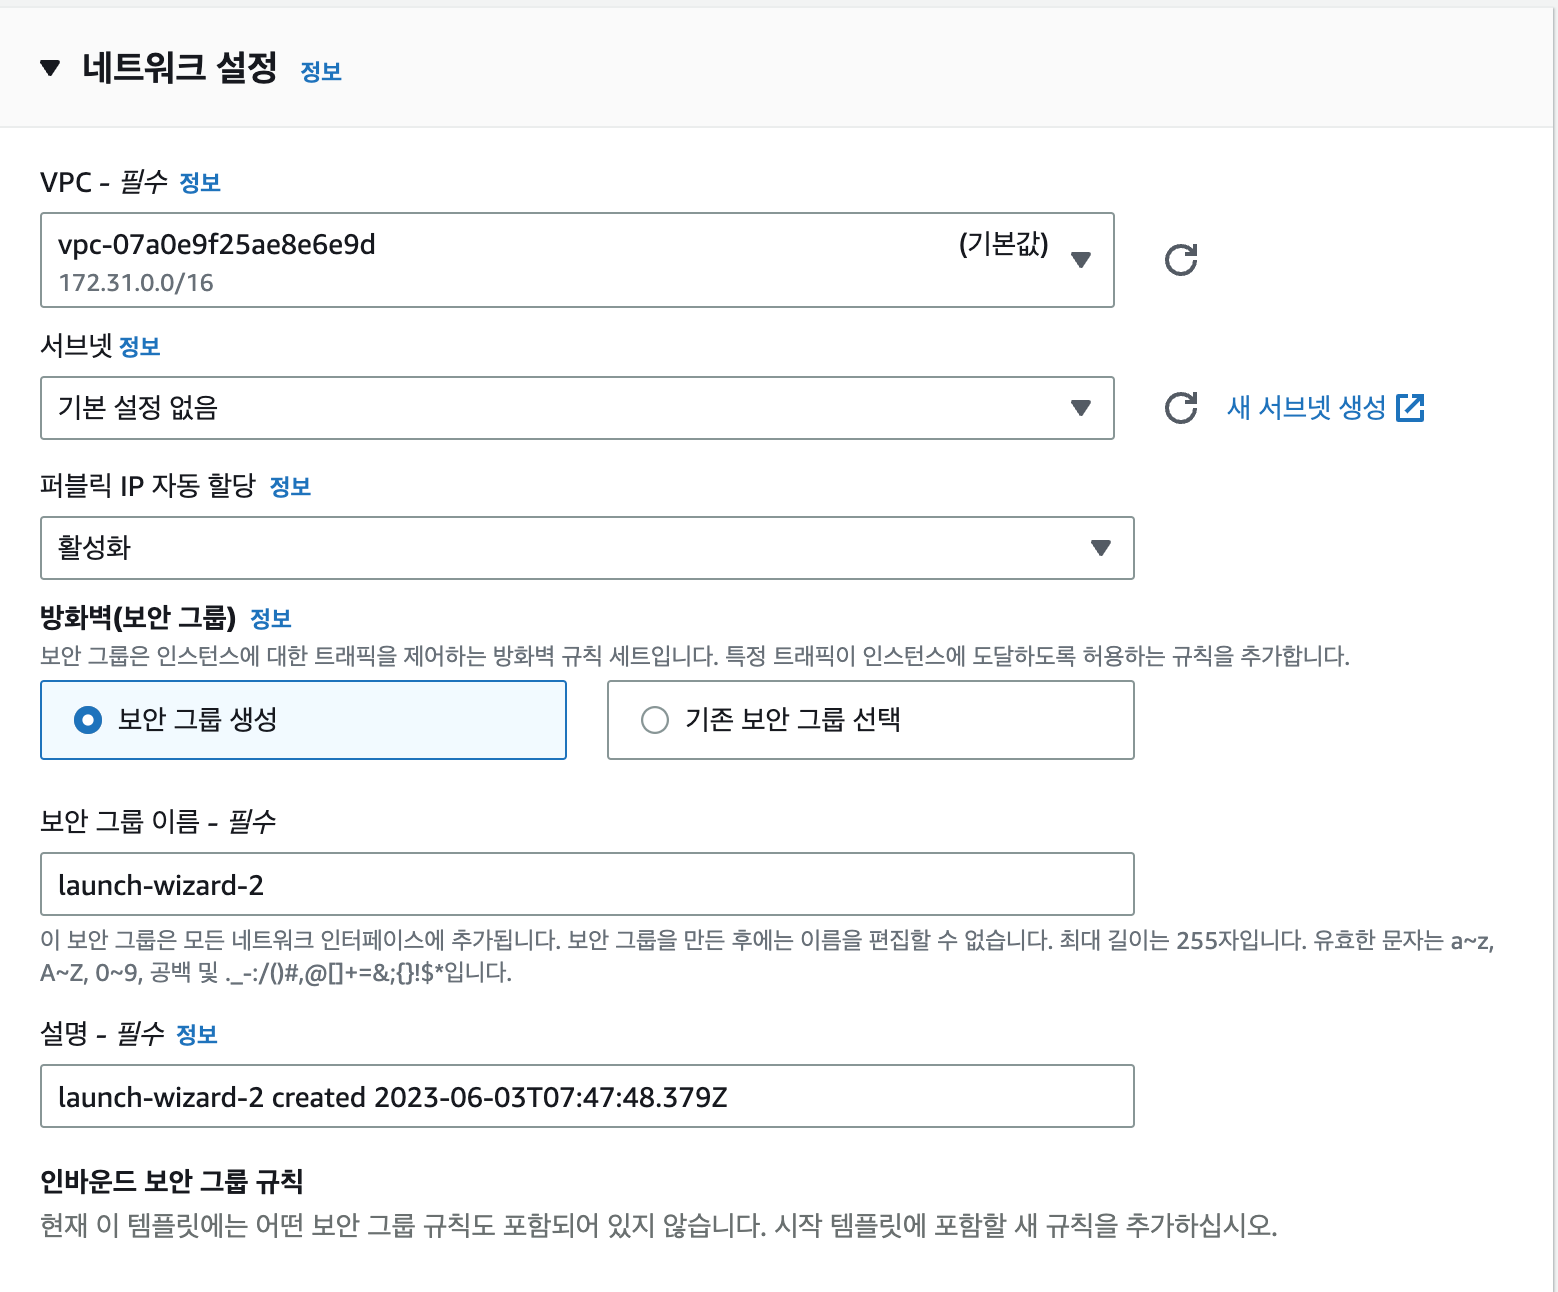 네트워크 설정 정보
VPC - 필수 정보
vpc-07a0e9f25ae8e6e9d (기본값)
172.31.0.0/16
서브넷 정보
기본 설정 없음
새 서브넷 생성
퍼블릭 IP 자동 할당 정보
활성화
방화벽(보안 그룹) 정보
보안 그룹은 인스턴스에 대한 트래픽을 제어하는 방화벽 규칙 세트입니다. 특정 트래픽이 인스턴스에 도달하도록 허용하는 규칙을 추가합니다.
보안 그룹 생성
기존 보안 그룹 선택
보안 그룹 이름 - 필수
launch-wizard-2
이 보안 그룹은 모든 네트워크 인터페이스에 추가됩니다. 보안 그룹을 만든 후에는 이름을 편집할 수 없습니다. 최대 길이는 255자입니다. 유효한 문자는 a~z,
A~Z, 0~9, 공백 및 ._-:/()#,@[]+=&;{}!$*입니다.
설명 - 필수 정보
launch-wizard-2 created 2023-06-03T07:47:48.379Z
인바운드 보안 그룹 규칙
현재 이 템플릿에는 어떤 보안 그룹 규칙도 포함되어 있지 않습니다. 시작 템플릿에 포함할 새 규칙을 추가하십시오.